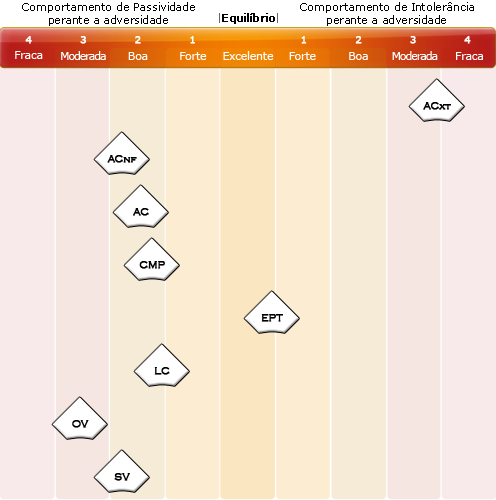 Comportamento de Passividade
perante a adversidade
|Equilíbrio|
Comportamento de Intolerância
perante a adversidade
4 3 2 1 1 2 3 4
Fraca Moderada Boa Forte Excelente Forte Boa Moderada Fraca
ACXT
ACNF
AC
CMP
EPT
LC
OV
SV